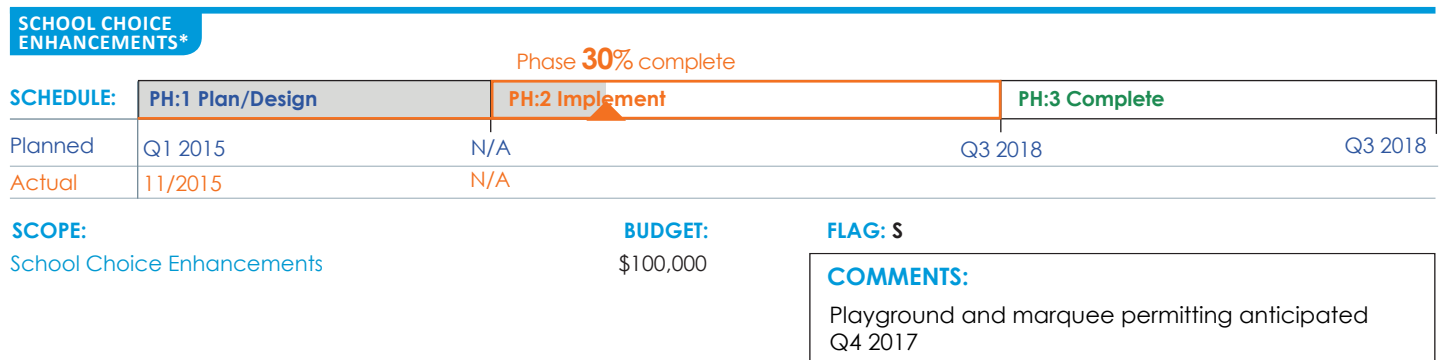 SCHOOL CHOICE
ENHANCEMENTS*
Phase 30% complete
SCHEDULE: PH:1 Plan/Design PH:2 Implement PH:3 Complete
Planned Q1 2015 N/A Q3 2018 Q3 2018
Actual 11/2015 N/A
SCOPE: BUDGET: FLAG: S
School Choice Enhancements $100,000
COMMENTS:
Playground and marquee permitting anticipated
Q4 2017